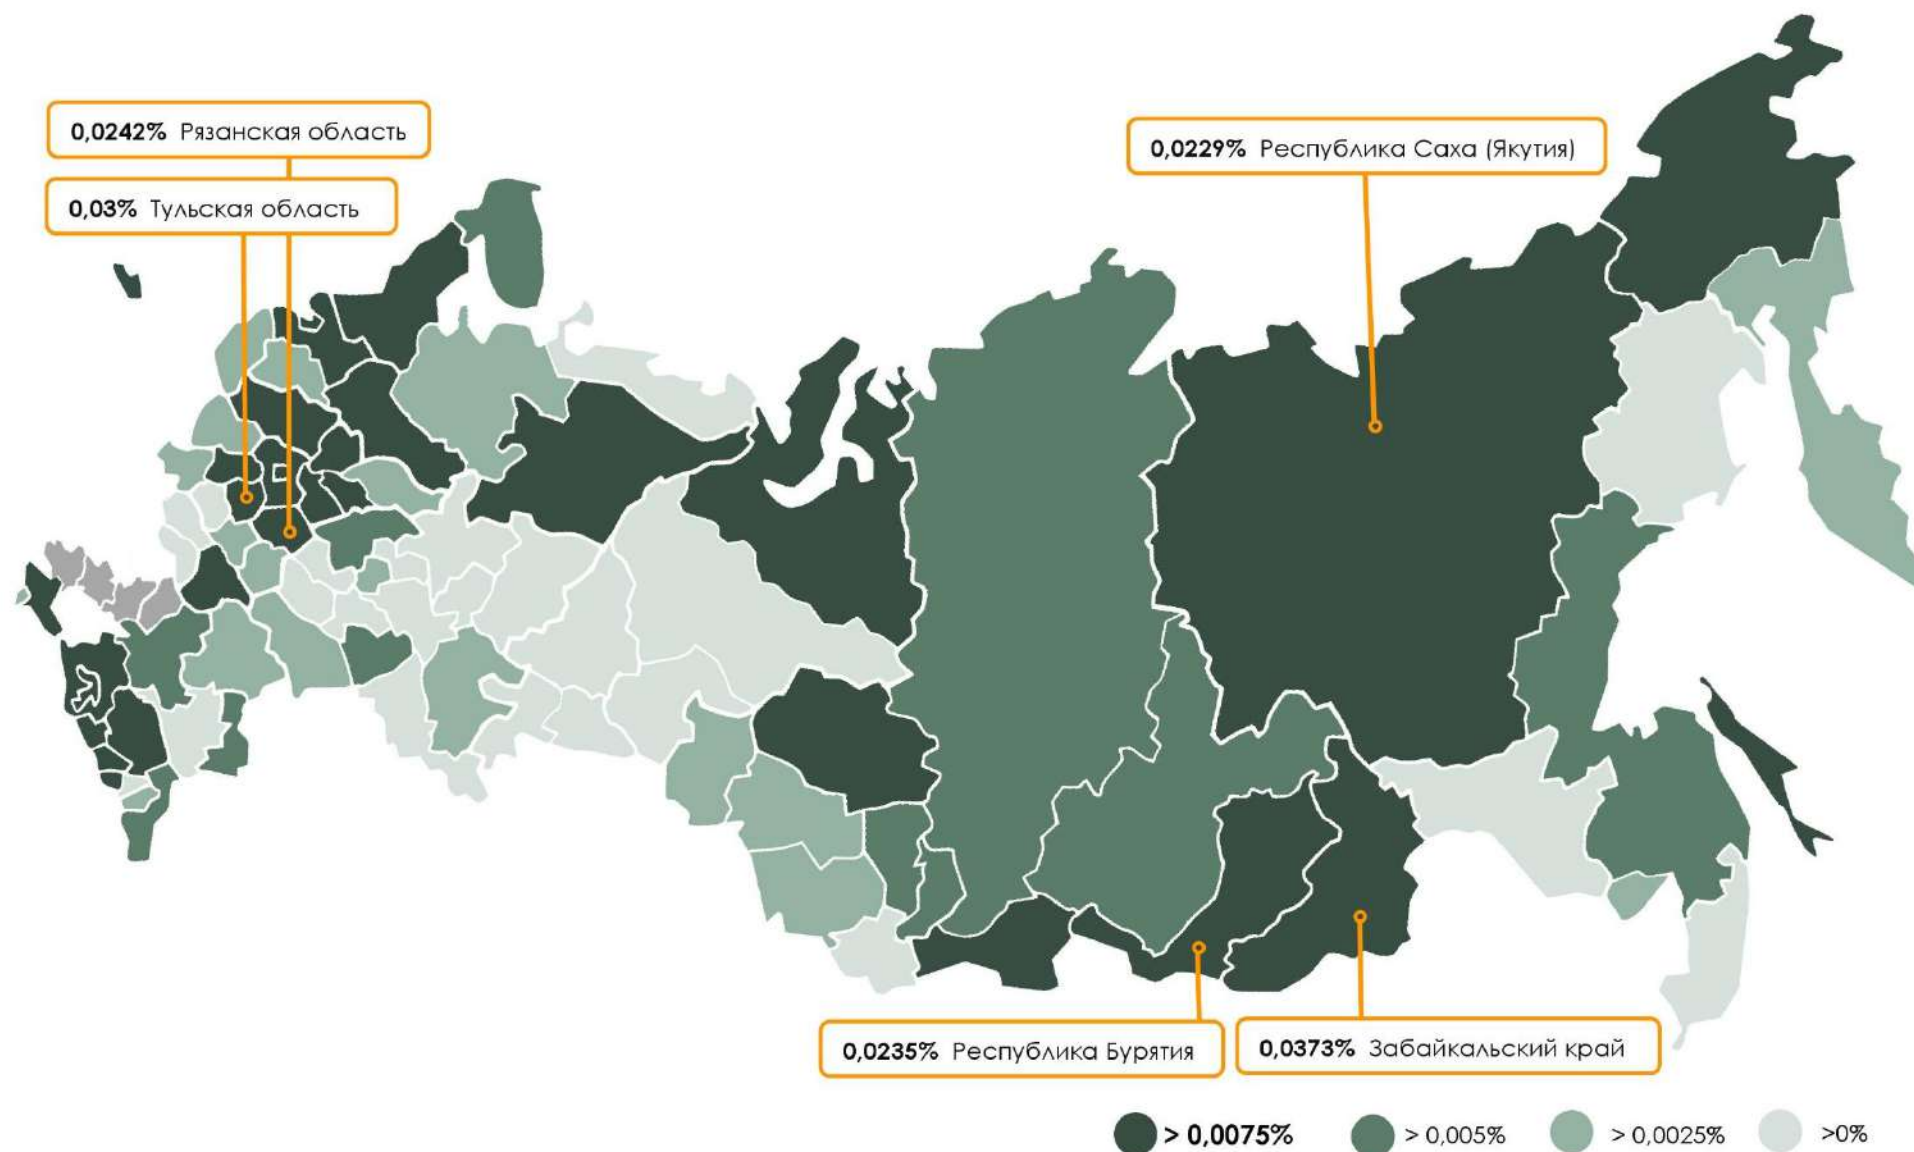 0,0242% Рязанская область
0,03% Тульская область
0,0229% Республика Саха (Якутия)
0,0235% Республика Бурятия
0,0373% Забайкальский край
> 0,0075%
> 0,005%
> 0,0025%
>0%